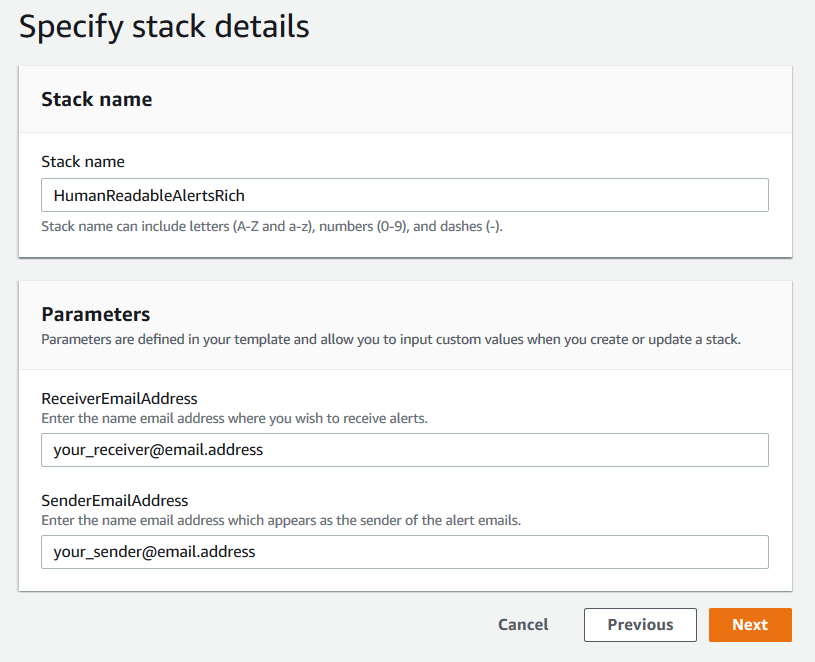 Specify stack details
Stack name
Stack name
HumanReadableAlertsRich
Stack name can include letters (A-Z and a-z), numbers (0-9), and dashes (-).
Parameters
Parameters are defined in your template and allow you to input custom values when you create or update a stack.
ReceiverEmailAddress
Enter the name email address where you wish to receive alerts.
your_receiver@email.address
SenderEmailAddress
Enter the name email address which appears as the sender of the alert emails.
your_sender@email.address
Cancel Previous Next